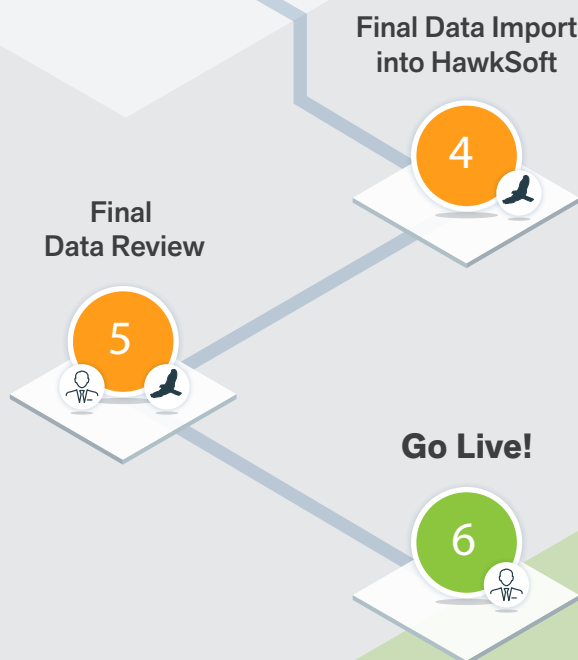 Final Data Import
into HawkSoft
4
Final
Data Review
5
Go Live!
6